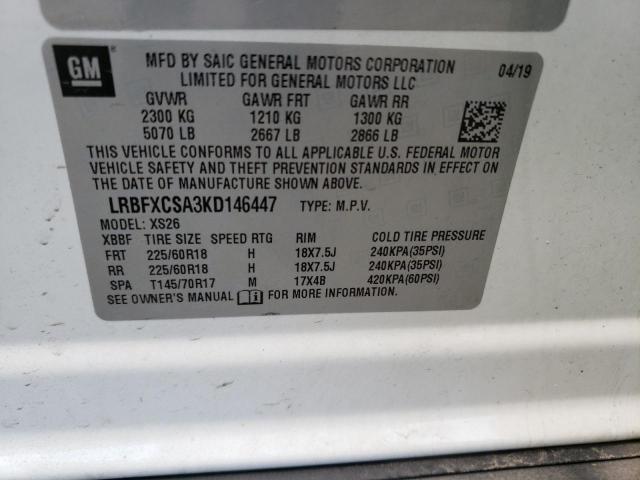 GM
®
MFD BY SAIC GENERAL MOTORS CORPORATION 04/19
LIMITED FOR GENERAL MOTORS LLC
GVWR GAWR FRT GAWR RR
2300 KG 1210 KG 1300 KG
5070 LB 2667 LB 2866 LB
THIS VEHICLE CONFORMS TO ALL APPLICABLE U.S. FEDERAL MOTOR
VEHICLE SAFETY AND THEFT PREVENTION STANDARDS IN EFFECT ON
THE DATE OF MANUFACTURE SHOWN ABOVE.
LRBFXCSA3KD146447 TYPE: M.P.V.
MODEL: XS26
XBBF TIRE SIZE SPEED RTG RIM COLD TIRE PRESSURE
FRT 225/60R18 H 18X7.5J 240KPA(35PSI)
RR 225/60R18 H 18X7.5J 240KPA(35PSI)
SPA T145/70R17 M 17X4B 420KPA(60PSI)
SEE OWNER'S MANUAL FOR MORE INFORMATION.